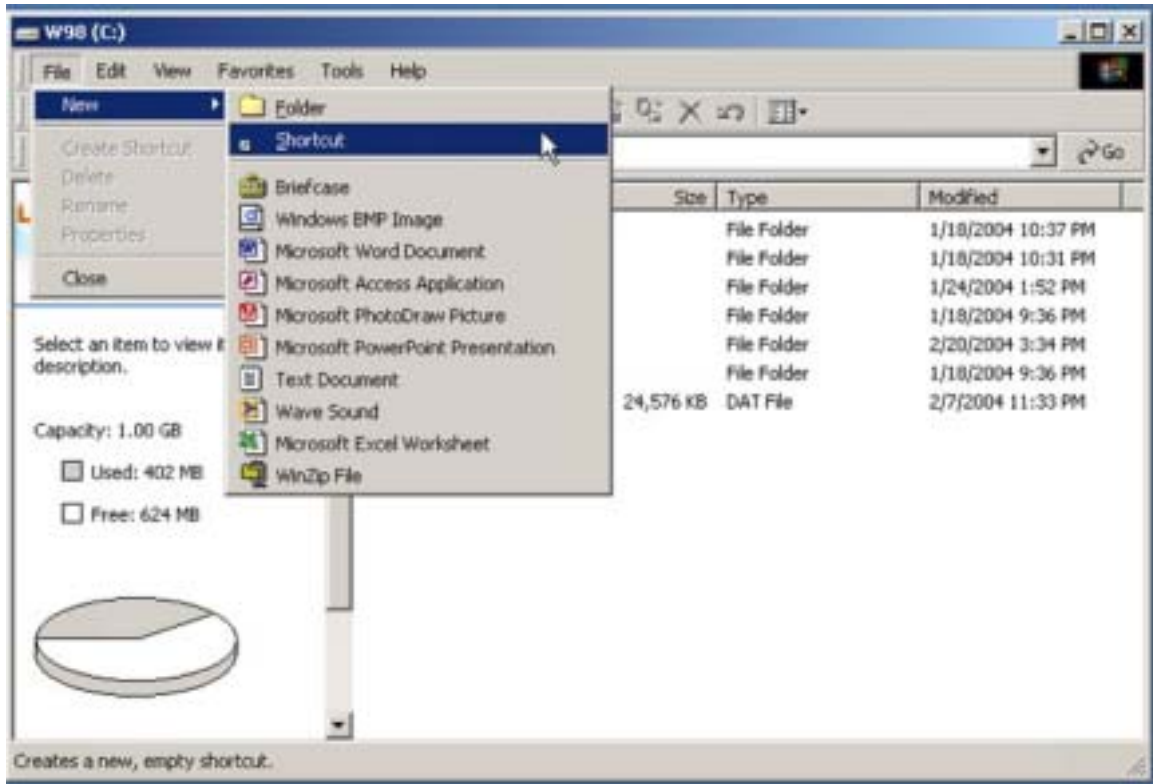 W98 (C:)
File Edit View Favorites Tools Help
New
Create Shortcut
Delete
Rename
Properties
Close
Folder
Shortcut
Briefcase
Windows BMP Image
Microsoft Word Document
Microsoft Access Application
Microsoft PhotoDraw Picture
Microsoft PowerPoint Presentation
Text Document
Wave Sound
Microsoft Excel Worksheet
WinZip File
Go
Size Type Modified
File Folder 1/18/2004 10:37 PM
File Folder 1/18/2004 10:31 PM
File Folder 1/24/2004 1:52 PM
File Folder 1/18/2004 9:36 PM
File Folder 2/20/2004 3:34 PM
File Folder 1/18/2004 9:36 PM
24,576 KB DAT File 2/7/2004 11:33 PM
L
Select an item to view it
description.
Capacity: 1.00 GB
Used: 402 MB
Free: 624 MB
Creates a new, empty shortcut.